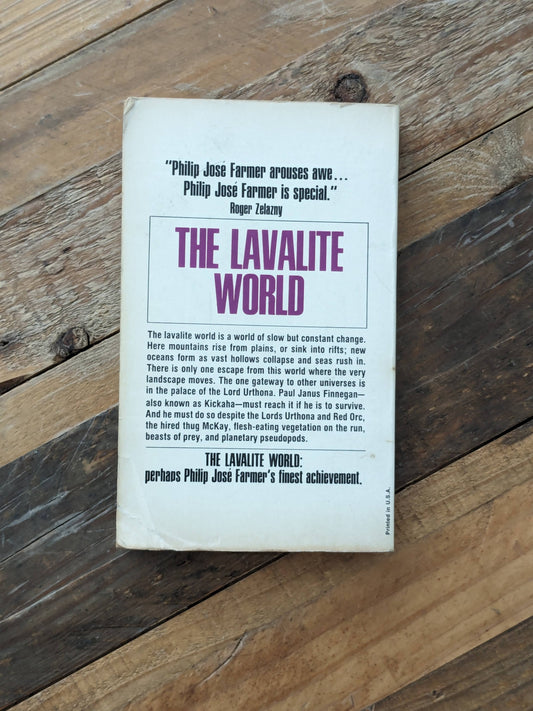 "Philip José Farmer arouses awe...
Philip José Farmer is special."
Roger Zelazny
THE LAVALITE
WORLD
The lavalite world is a world of slow but constant change.
Here mountains rise from plains, or sink into rifts; new
oceans form as vast hollows collapse and seas rush in.
There is only one escape from this world where the very
landscape moves. The one gateway to other universes is
in the palace of the Lord Urthona. Paul Janus Finnegan—
also known as Kickaha—must reach it if he is to survive.
And he must do so despite the Lords Urthona and Red Orc,
the hired thug McKay, flesh-eating vegetation on the run,
beasts of prey, and planetary pseudopods.
THE LAVALITE WORLD:
perhaps Philip José Farmer's finest achievement.
Printed in U.S.A.